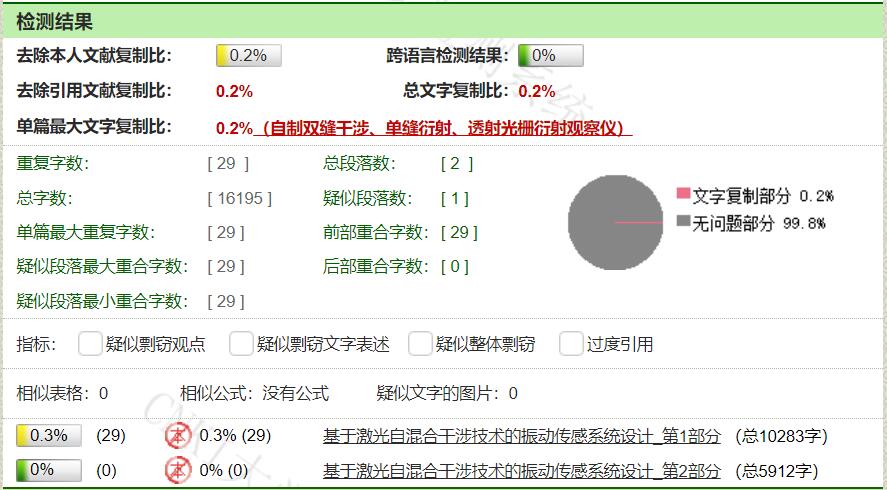 检测结果
去除本人文献复制比： 0.2% 跨语言检测结果： 0%
去除引用文献复制比： 0.2% 总文字复制比： 0.2%
单篇最大文字复制比： 0.2%（自制双缝干涉、单缝衍射、透射光栅衍射观察仪）
重复字数： [ 29 ] 总段落数： [ 2 ]
总字数： [ 16195 ] 疑似段落数： [ 1 ]
单篇最大重复字数： [ 29 ] 前部重合字数： [ 29 ]
疑似段落最大重合字数： [ 29 ] 后部重合字数： [ 0 ]
疑似段落最小重合字数： [ 29 ]
文字复制部分 0.2%
无问题部分 99.8%
指标： 疑似剽窃观点 疑似剽窃文字表述 疑似整体剽窃 过度引用
相似表格：0 相似公式：没有公式 疑似文字的图片：0
0.3% (29) 本 0.3% (29) 基于激光自混合干涉技术的振动传感系统设计_第1部分 （总10283字）
0% (0) 本 0% (0) 基于激光自混合干涉技术的振动传感系统设计_第2部分 （总5912字）